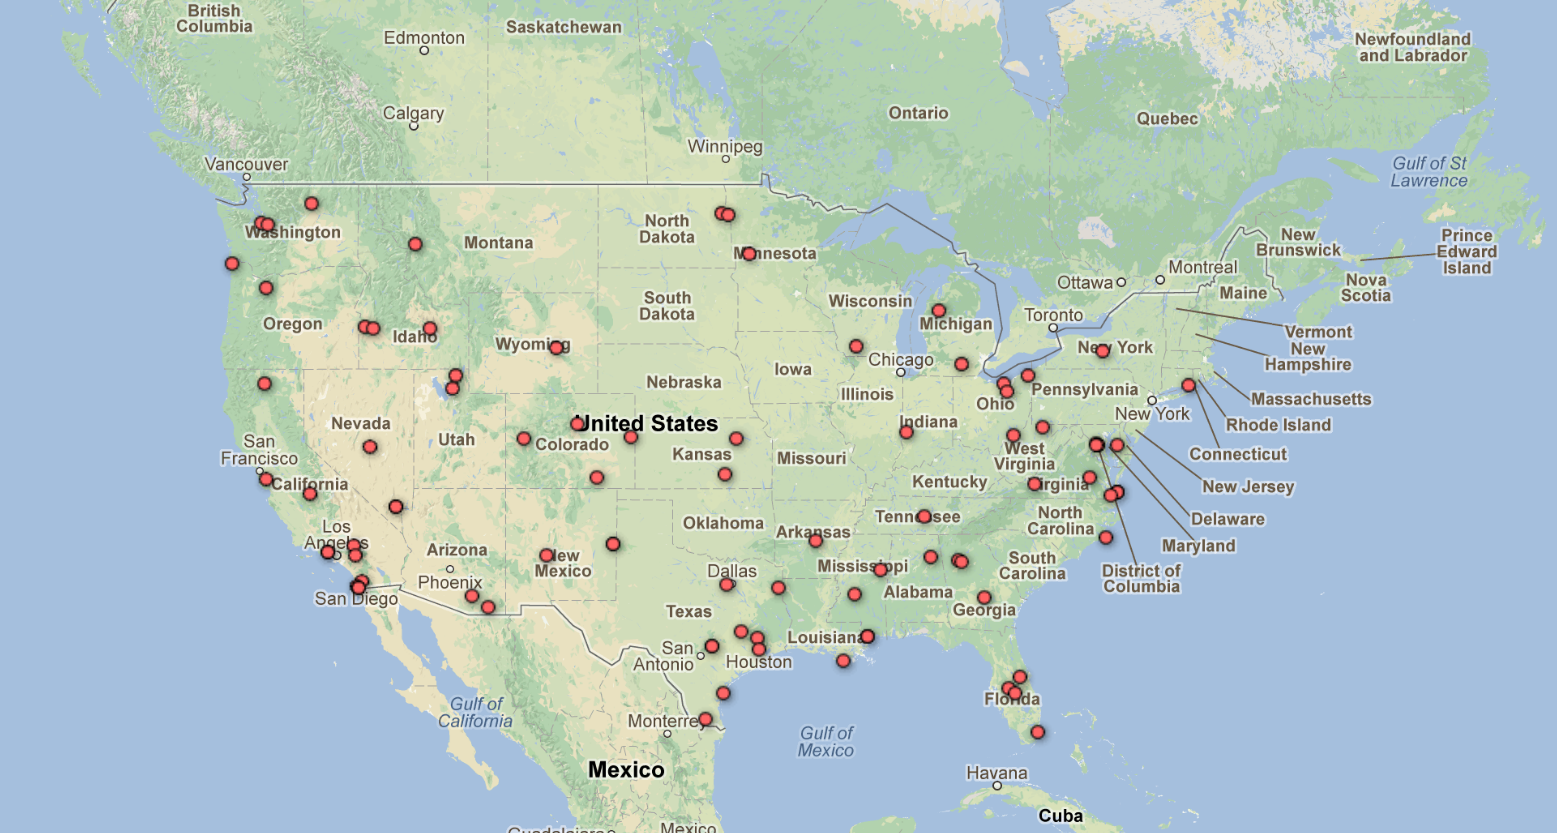 British
Columbia
Edmonton
Saskatchewan
Newfoundland
and Labrador
Calgary
Ontario
Quebec
Winnipeg
Vancouver
Gulf of St
Lawrence
Washington
Montana
North
Dakota
Minnesota
New
Brunswick
Prince
Edward
Island
Ottawa
Montreal
Nova
Scotia
Maine
Oregon
Idaho
Wyoming
South
Dakota
Wisconsin
Michigan
Toronto
New York
Vermont
New
Hampshire
Chicago
Iowa
Nebraska
Illinois
Ohio
Pennsylvania
New York
Massachusetts
Rhode Island
Connecticut
Nevada
Utah
United States
Colorado
Kansas
Missouri
Indiana
West
Virginia
Kentucky
Virginia
New Jersey
San
Francisco
California
Delaware
Maryland
District of
Columbia
Los
Angeles
Arizona
Phoenix
San Diego
New
Mexico
Oklahoma
Arkansas
Tennessee
North
Carolina
South
Carolina
Dallas
Mississippi
Alabama
Georgia
Texas
San
Antonio
Houston
Louisiana
Florida
Gulf of
California
Monterrey
Gulf of
Mexico
Mexico
Havana
Cuba
Guadalajara
Mexico